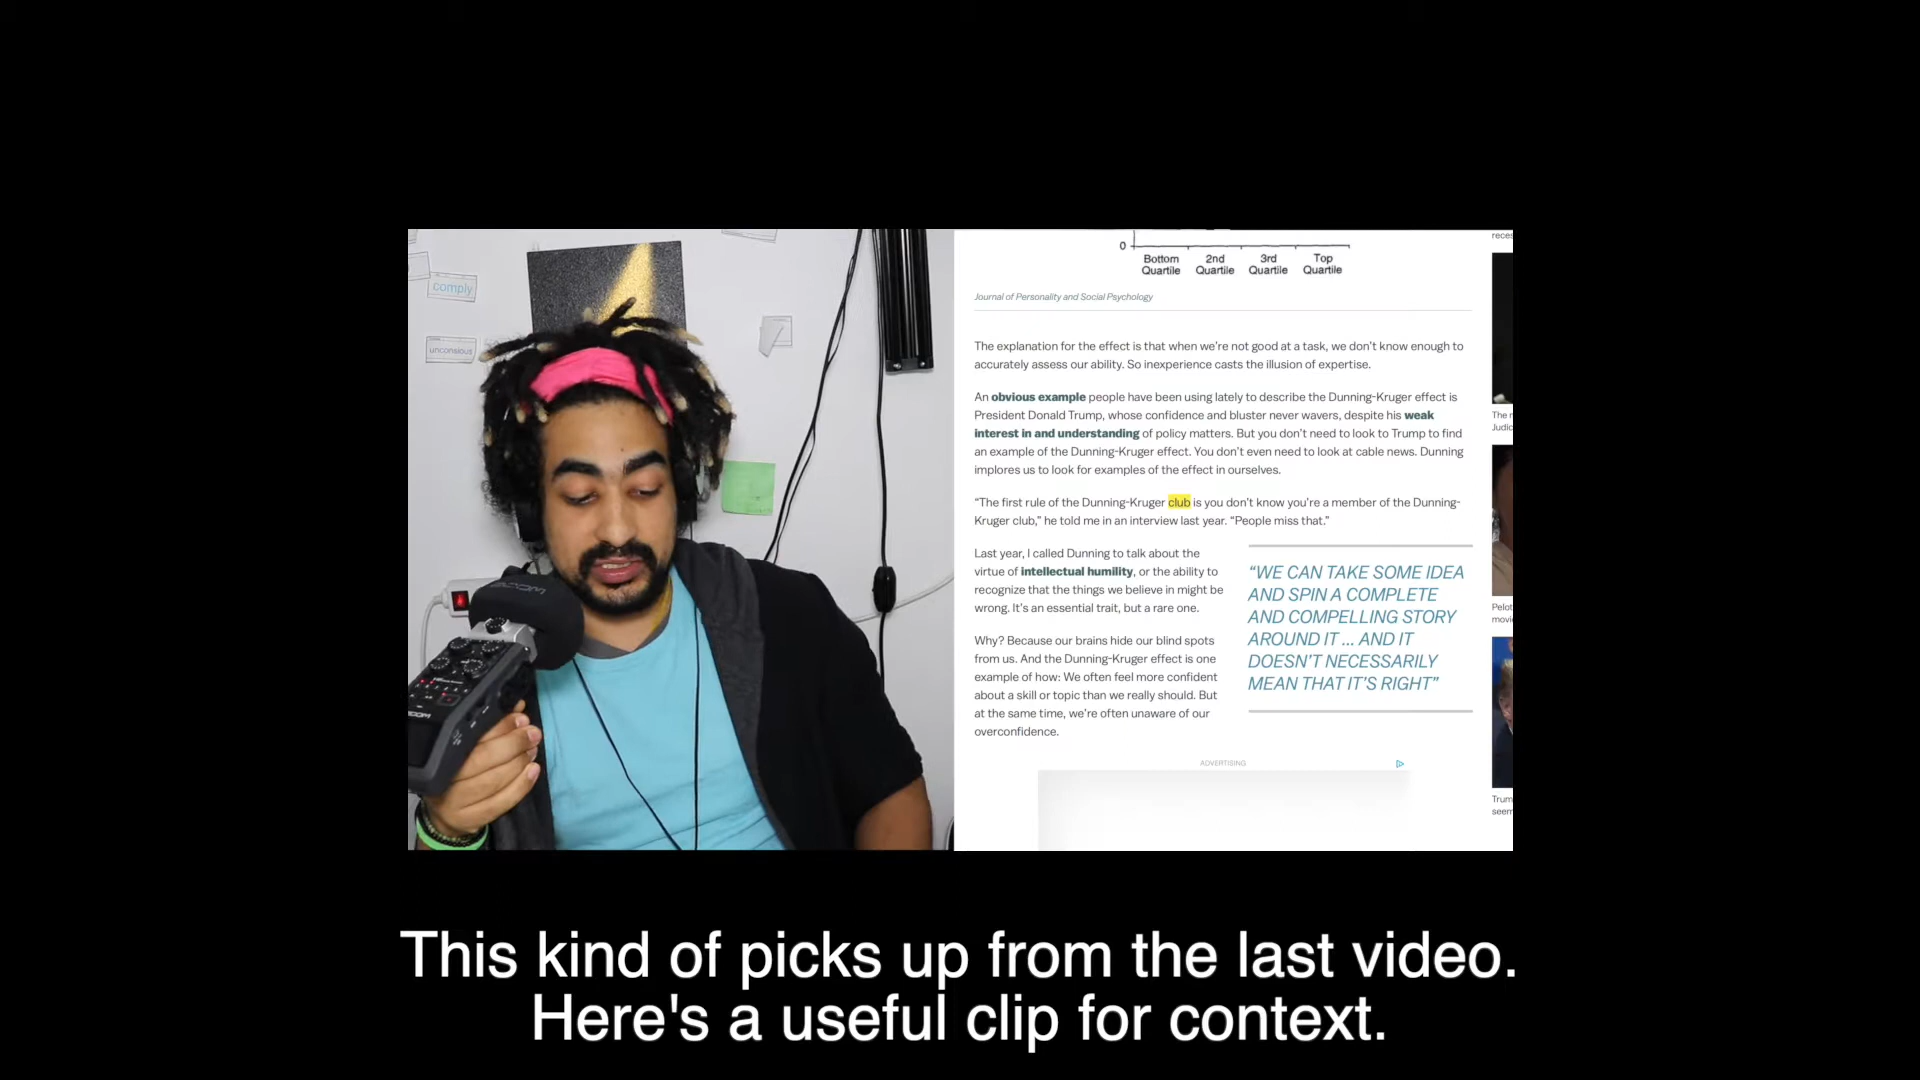 comply
unconscious
0
Bottom Quartile
2nd Quartile
3rd Quartile
Top Quartile
Journal of Personality and Social Psychology
The explanation for the effect is that when we’re not good at a task, we don’t know enough to
accurately assess our ability. So inexperience casts the illusion of expertise.
An obvious example people have been using lately to describe the Dunning-Kruger effect is
President Donald Trump, whose confidence and bluster never wavers, despite his weak
interest in and understanding of policy matters. But you don’t need to look to Trump to find
an example of the Dunning-Kruger effect. You don’t even need to look at cable news. Dunning
implores us to look for examples of the effect in ourselves.
“The first rule of the Dunning-Kruger club is you don’t know you’re a member of the Dunning-
Kruger club,” he told me in an interview last year. “People miss that.”
Last year, I called Dunning to talk about the
virtue of intellectual humility, or the ability to
recognize that the things we believe in might be
wrong. It’s an essential trait, but a rare one.
Why? Because our brains hide our blind spots
from us. And the Dunning-Kruger effect is one
example of how: We often feel more confident
about a skill or topic than we really should. But
at the same time, we’re often unaware of our
overconfidence.
“WE CAN TAKE SOME IDEA
AND SPIN A COMPLETE
AND COMPELLING STORY
AROUND IT ... AND IT
DOESN’T NECESSARILY
MEAN THAT IT’S RIGHT”
ADVERTISING
reces
The r
Judic
Pelot
movi
Trum
seem
zoom
This kind of picks up from the last video.
Here's a useful clip for context.